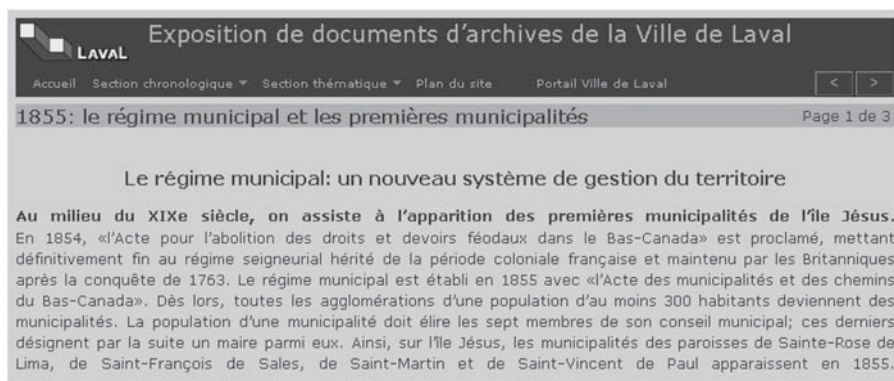 LAVAL
Exposition de documents d'archives de la Ville de Laval
Accueil Section chronologique Section thématique Plan du site Portail Ville de Laval < >
1855: le régime municipal et les premières municipalités Page 1 de 3
Le régime municipal: un nouveau système de gestion du territoire
Au milieu du XIXe siècle, on assiste à l'apparition des premières municipalités de l'île Jésus.
En 1854, «l'Acte pour l'abolition des droits et devoirs féodaux dans le Bas-Canada» est proclamé, mettant
définitivement fin au régime seigneurial hérité de la période coloniale française et maintenu par les Britanniques
après la conquête de 1763. Le régime municipal est établi en 1855 avec «l'Acte des municipalités et des chemins
du Bas-Canada». Dès lors, toutes les agglomérations d'une population d'au moins 300 habitants deviennent des
municipalités. La population d'une municipalité doit élire les sept membres de son conseil municipal; ces derniers
désignent par la suite un maire parmi eux. Ainsi, sur l'île Jésus, les municipalités des paroisses de Sainte-Rose de
Lima, de Saint-François de Sales, de Saint-Martin et de Saint-Vincent de Paul apparaissent en 1855.